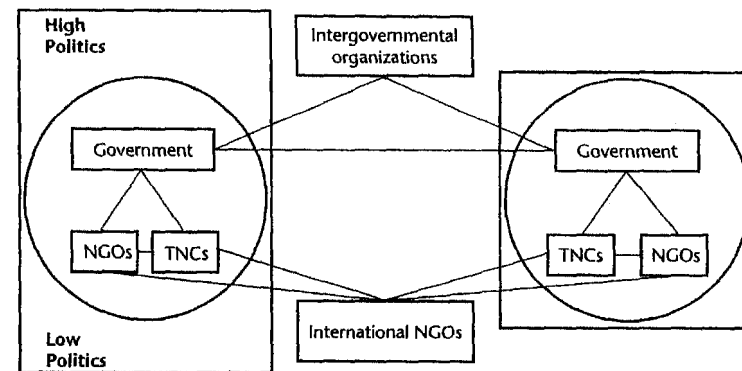 High
Politics
Intergovernmental
organizations
Government
Government
NGOs
TNCs
TNCs
NGOs
International NGOs
Low
Politics